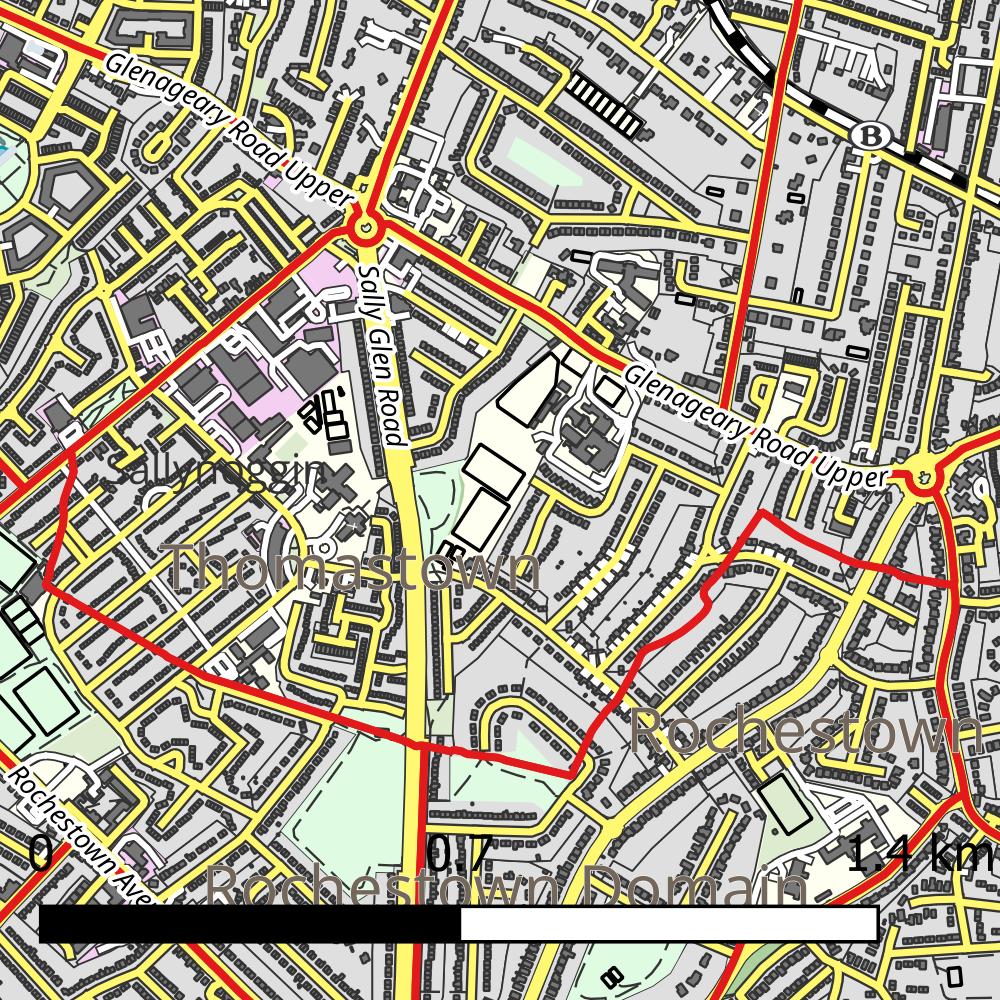 Glenageary Road Upper
B
Sally Glen Road
Glenageary Road Upper
Sallynoggin
Thomastown
Rochestown
Rochestown Ave
0
0.7
1.4 km
Rochestown Domain